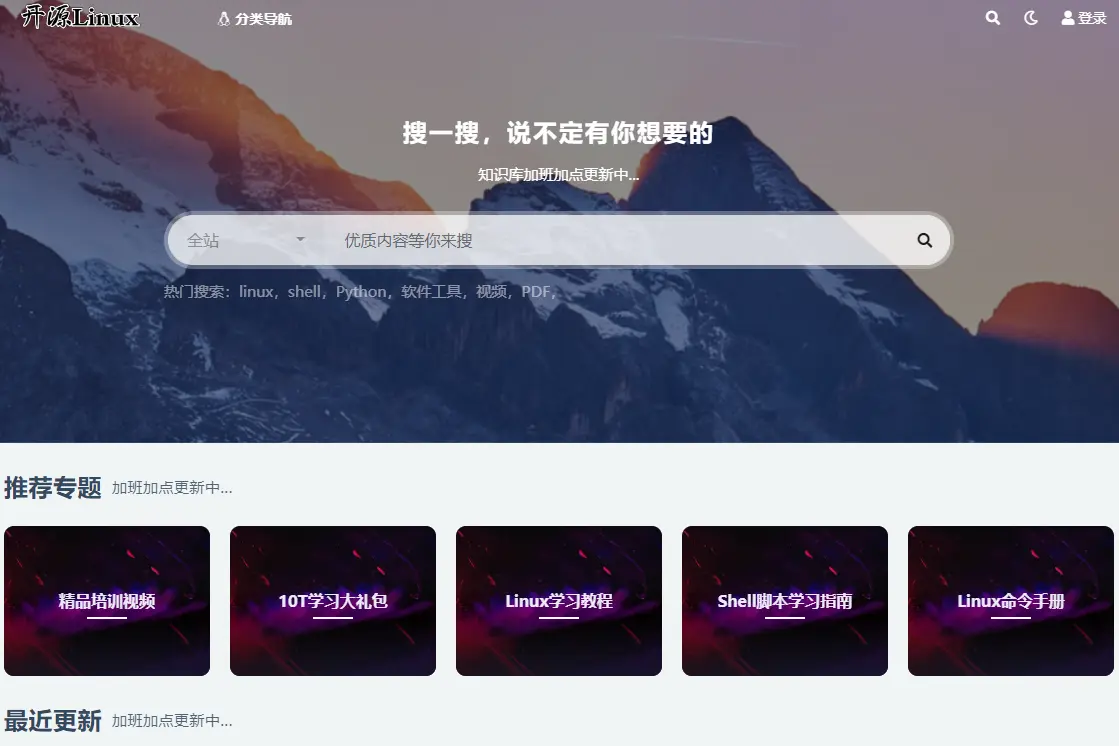 开源Linux
分类导航
登录
搜一搜，说不定有你想要的
知识库加班加点更新中...
全站
优质内容等你来搜
热门搜索：linux，shell，Python，软件工具，视频，PDF，
推荐专题 加班加点更新中...
精品培训视频
10T学习大礼包
Linux学习教程
Shell脚本学习指南
Linux命令手册
最近更新 加班加点更新中...